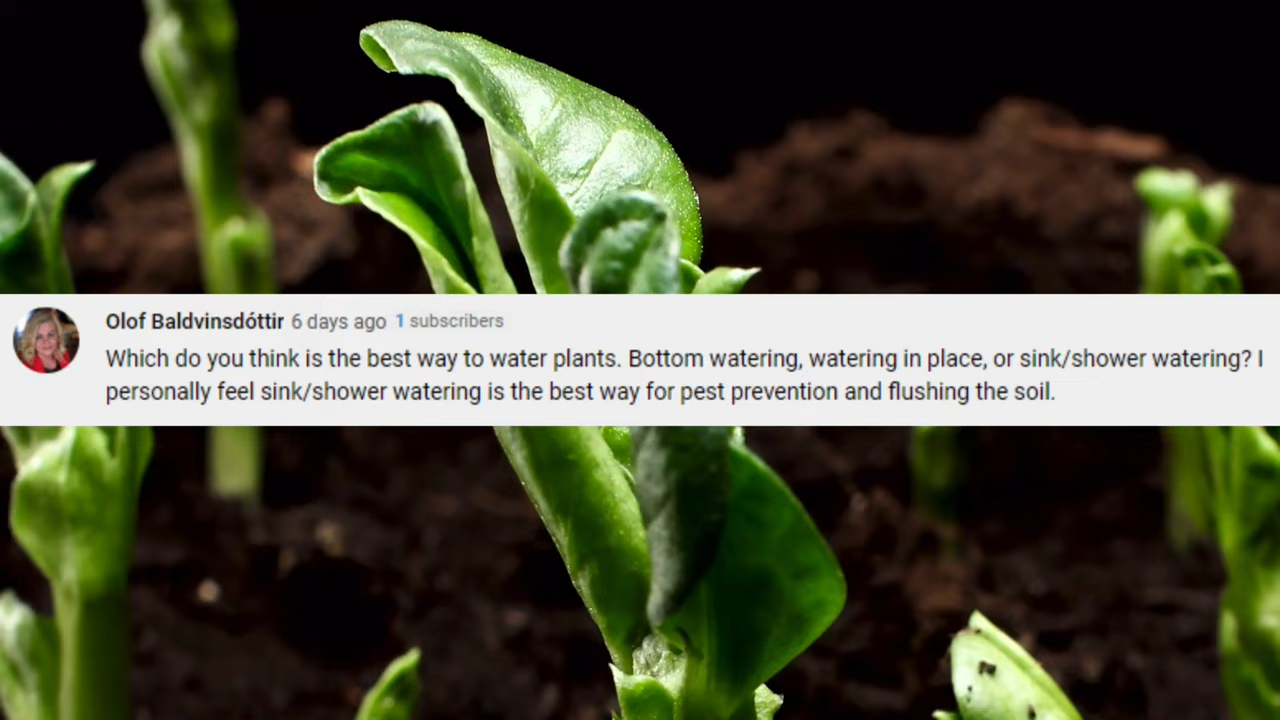 Olof Baldvinsdóttir 6 days ago 1 subscribers
Which do you think is the best way to water plants. Bottom watering, watering in place, or sink/shower watering? I
personally feel sink/shower watering is the best way for pest prevention and flushing the soil.